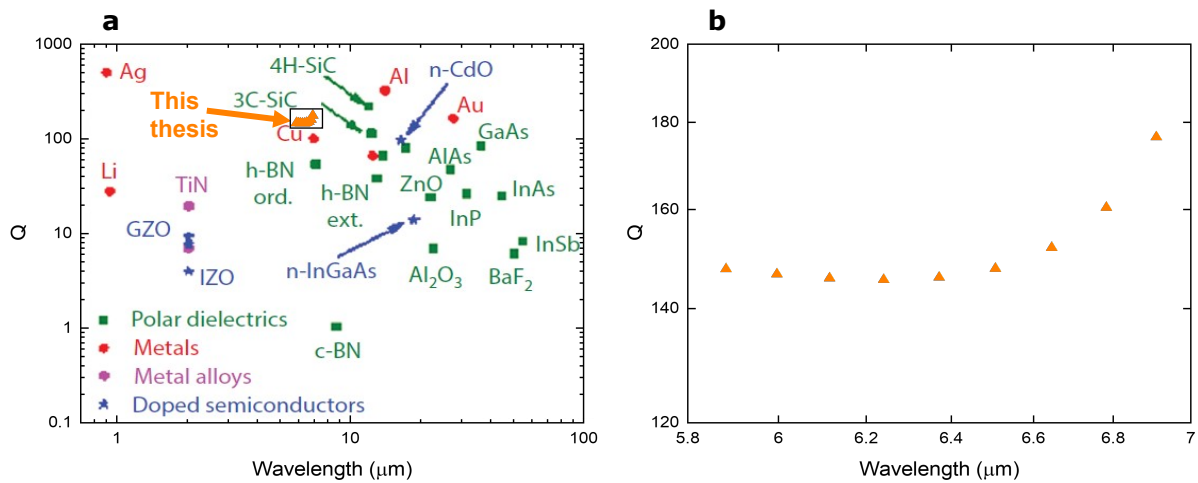 a
1000
100
10
1
0.1
Q
1
10
100
Wavelength (μm)
Ag
4H-SiC
Al
n-CdO
This
thesis
3C-SiC
Au
Cu
GaAs
AlAs
Li
h-BN
ord.
h-BN
ext.
ZnO
InAs
TiN
InP
GZO
InSb
IZO
n-InGaAs
Al₂O₃
BaF₂
c-BN
Polar dielectrics
Metals
Metal alloys
Doped semiconductors
b
200
180
160
140
120
Q
5.8
6
6.2
6.4
6.6
6.8
7
Wavelength (μm)